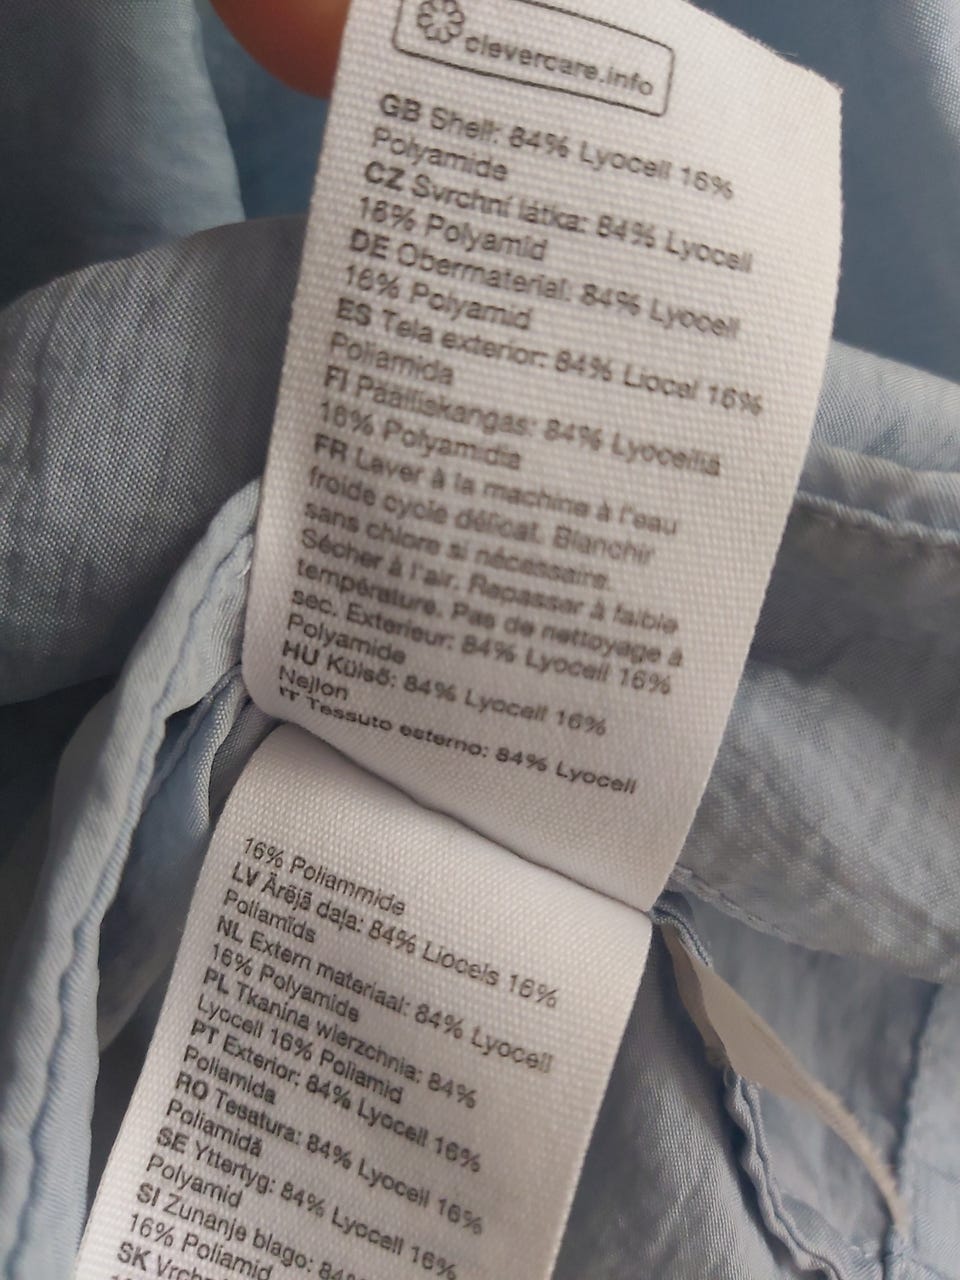 clevercare.info
GB Shell: 84% Lyocell 16%
Polyamide
CZ Svrchní látka: 84% Lyocell
16% Polyamid
DE Obermaterial: 84% Lyocell
16% Polyamid
ES Tela exterior: 84% Liocel 16%
Poliamida
FI Päälliskangas: 84% Lyocelliä
16% Polyamidia
FR Laver à la machine à l'eau
froide cycle délicat. Blanchir
sans chlore si nécessaire.
Sécher à l'air. Repasser à faible
température. Pas de nettoyage à
sec. Exterieur: 84% Lyocell 16%
Polyamide
HU Külső: 84% Lyocell 16%
Nejlon
IT Tessuto esterno: 84% Lyocell
16% Poliammide
LV Ārējā daļa: 84% Liocels 16%
Poliamīds
NL Extern materiaal: 84% Lyocell
16% Polyamide
PL Tkanina wierzchnia: 84%
Lyocell 16% Poliamid
PT Exterior: 84% Lyocell 16%
Poliamida
RO Tesatura: 84% Lyocell 16%
Poliamidă
SE Yttertyg: 84% Lyocell 16%
Polyamid
SI Zunanje blago: 84%
16% Poliamid
SK